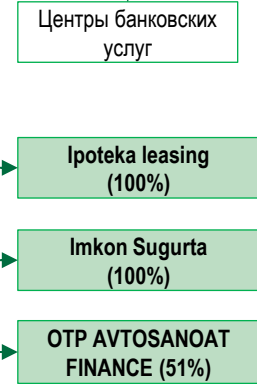 Центры банковских
услуг
Ipoteka leasing
(100%)
Imkon Sugurta
(100%)
OTP AVTOSANOAT
FINANCE (51%)